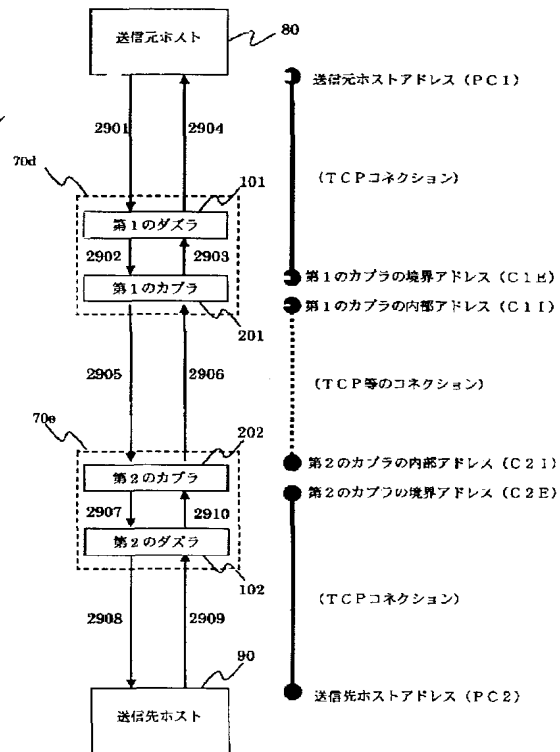 送信元ホスト
80
送信元ホストアドレス（PC1）
2901
2904
70d
101
（TCPコネクション）
第1のダズラ
2902
2903
第1のカプラ
第1のカプラの境界アドレス（C1E）
第1のカプラの内部アドレス（C1I）
201
2905
2906
（TCP等のコネクション）
70e
202
第2のカプラ
第2のカプラの内部アドレス（C2I）
第2のカプラの境界アドレス（C2E）
2907
2910
第2のダズラ
102
（TCPコネクション）
2908
2909
90
送信先ホスト
送信先ホストアドレス（PC2）